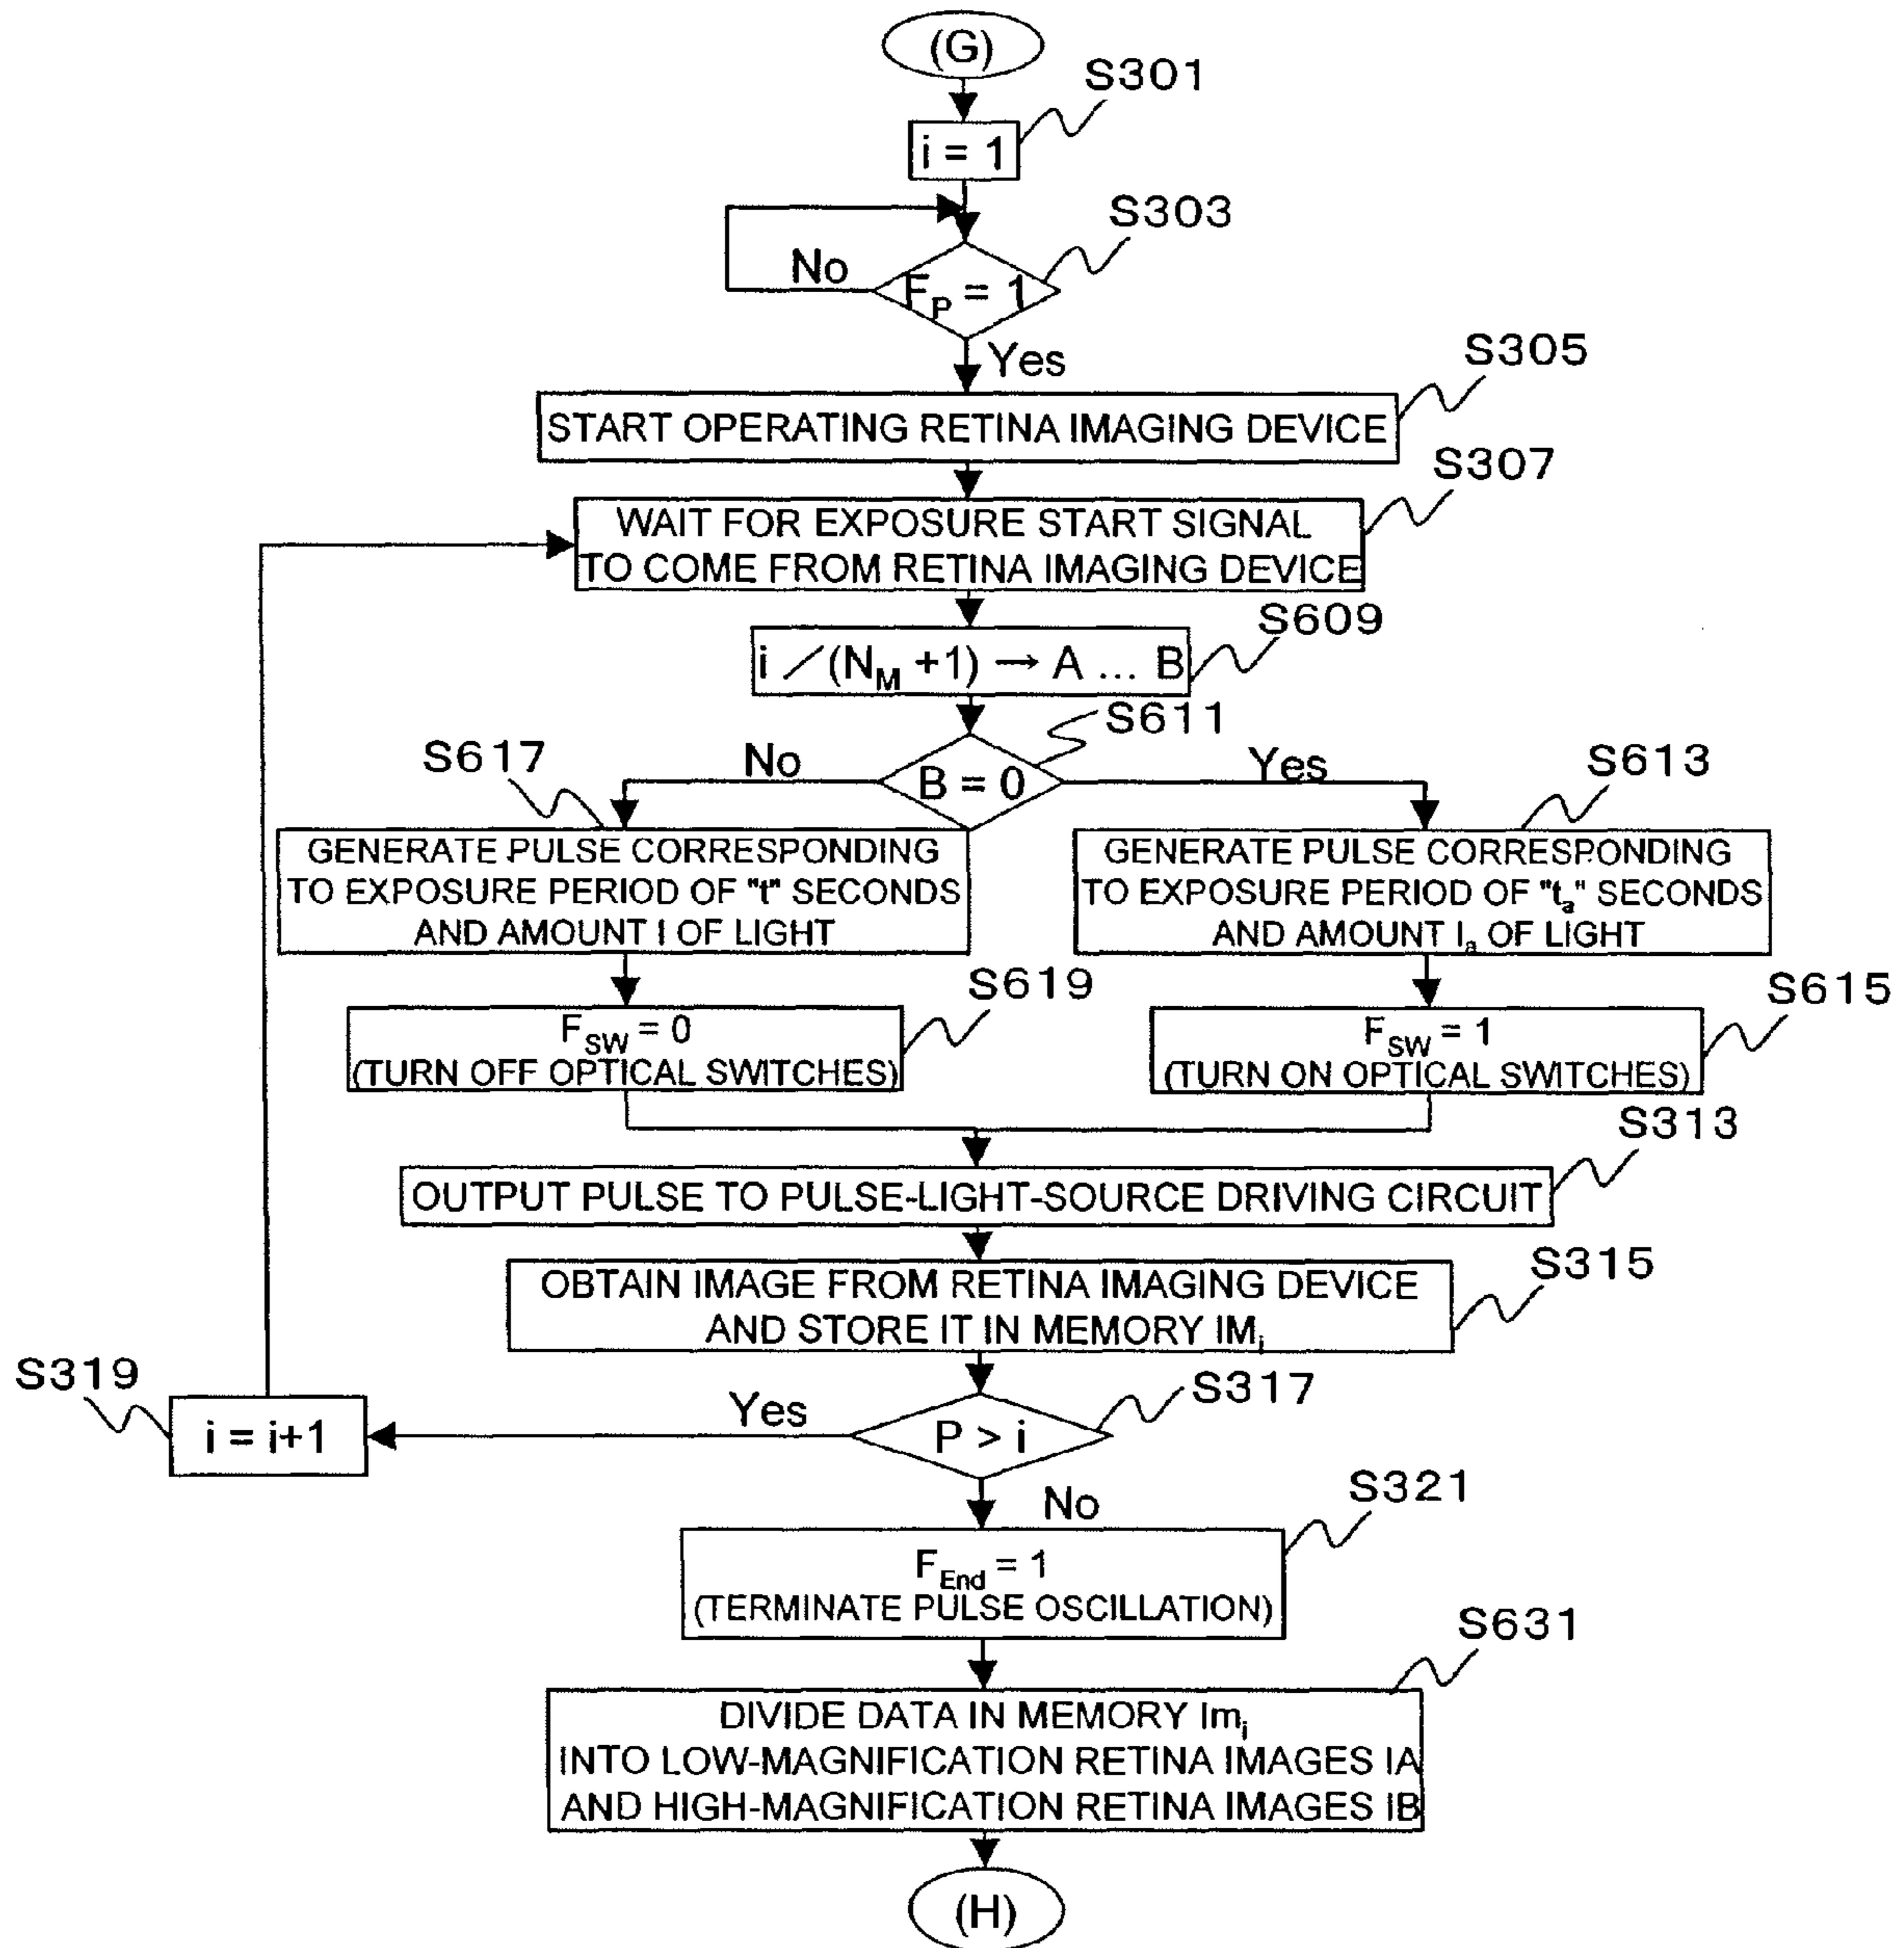 (G)
S301
i = 1
S303
No
F_P = 1
Yes
S305
START OPERATING RETINA IMAGING DEVICE
S307
WAIT FOR EXPOSURE START SIGNAL
TO COME FROM RETINA IMAGING DEVICE
S609
i ／(N_M +1) → A ... B
S611
S617
No
B = 0
Yes
S613
GENERATE PULSE CORRESPONDING
TO EXPOSURE PERIOD OF "t" SECONDS
AND AMOUNT I OF LIGHT
GENERATE PULSE CORRESPONDING
TO EXPOSURE PERIOD OF "t_a" SECONDS
AND AMOUNT I_a OF LIGHT
S619
F_SW = 0
(TURN OFF OPTICAL SWITCHES)
S615
F_SW = 1
(TURN ON OPTICAL SWITCHES)
S313
OUTPUT PULSE TO PULSE-LIGHT-SOURCE DRIVING CIRCUIT
S315
OBTAIN IMAGE FROM RETINA IMAGING DEVICE
AND STORE IT IN MEMORY IM_i
S319
i = i+1
Yes
S317
P > i
No
S321
F_End = 1
(TERMINATE PULSE OSCILLATION)
S631
DIVIDE DATA IN MEMORY Im_i
INTO LOW-MAGNIFICATION RETINA IMAGES IA
AND HIGH-MAGNIFICATION RETINA IMAGES IB
(H)